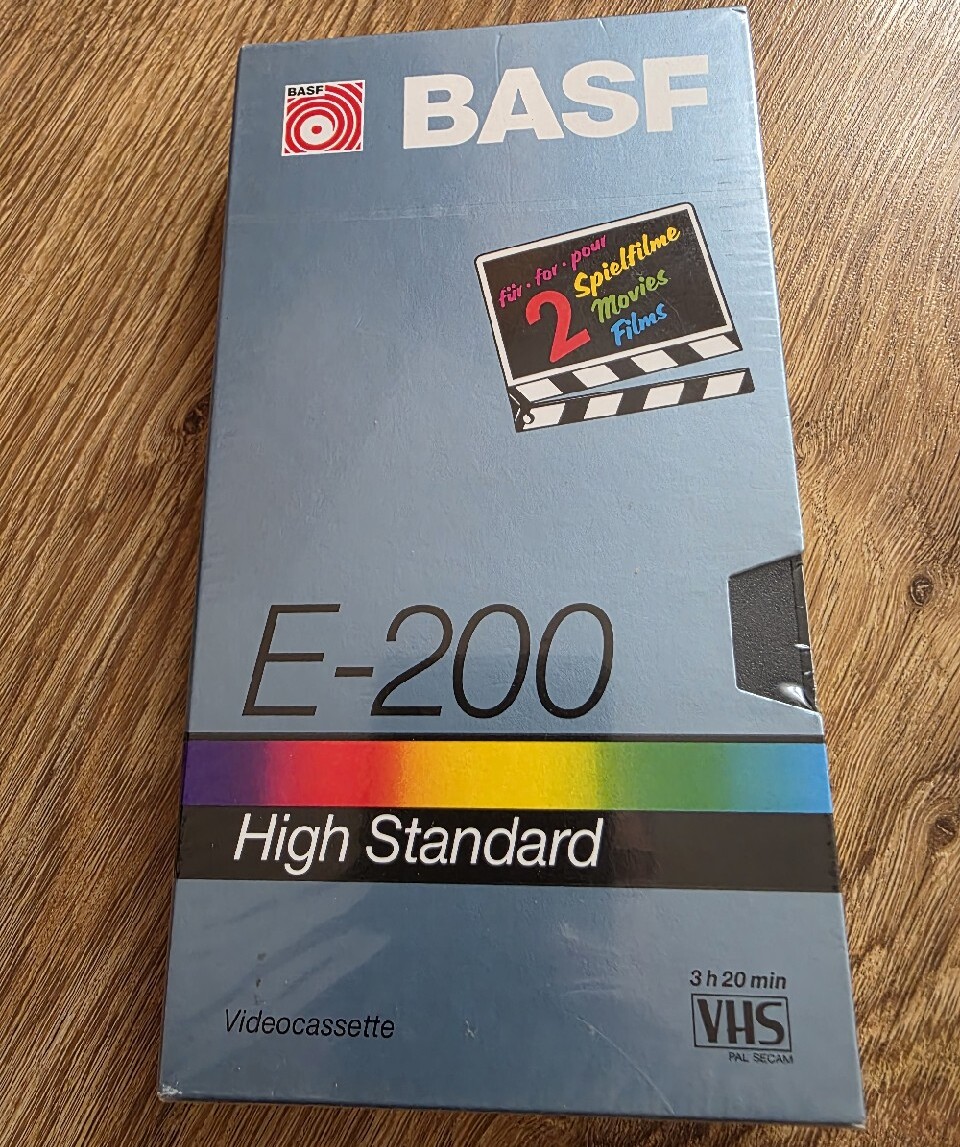 BASF
BASF
für · for · pour
2 Spielfilme
Movies
Films
E-200
High Standard
3 h 20 min
Videocassette
VHS
PAL SECAM